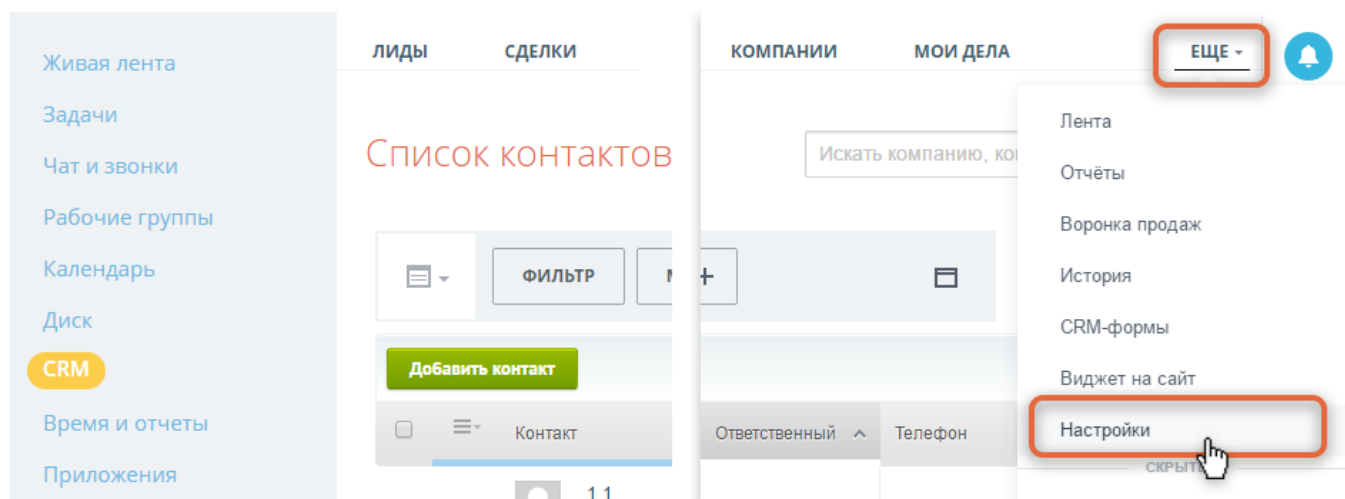 Живая лента
Задачи
Чат и звонки
Рабочие группы
Календарь
Диск
CRM
Время и отчеты
Приложения
ЛИДЫ СДЕЛКИ КОМПАНИИ МОИ ДЕЛА ЕЩЕ
Список контактов
Искать компанию,
ФИЛЬТР
Добавить контакт
Контакт Ответственный Телефон
1 1
Лента
Отчёты
Воронка продаж
История
CRM-формы
Виджет на сайт
Настройки